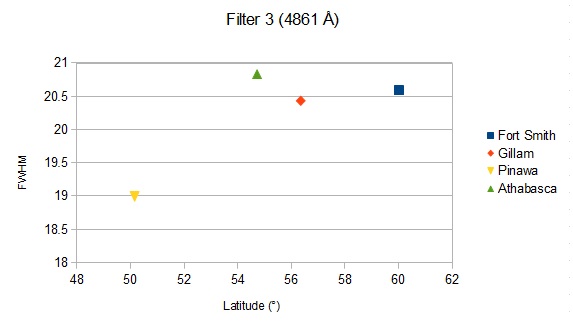 Filter 3 (4861 Å)
21
20.5
20
19.5
19
18.5
18
FWHM
48 50 52 54 56 58 60 62
Latitude (°)
Fort Smith
Gillam
Pinawa
Athabasca